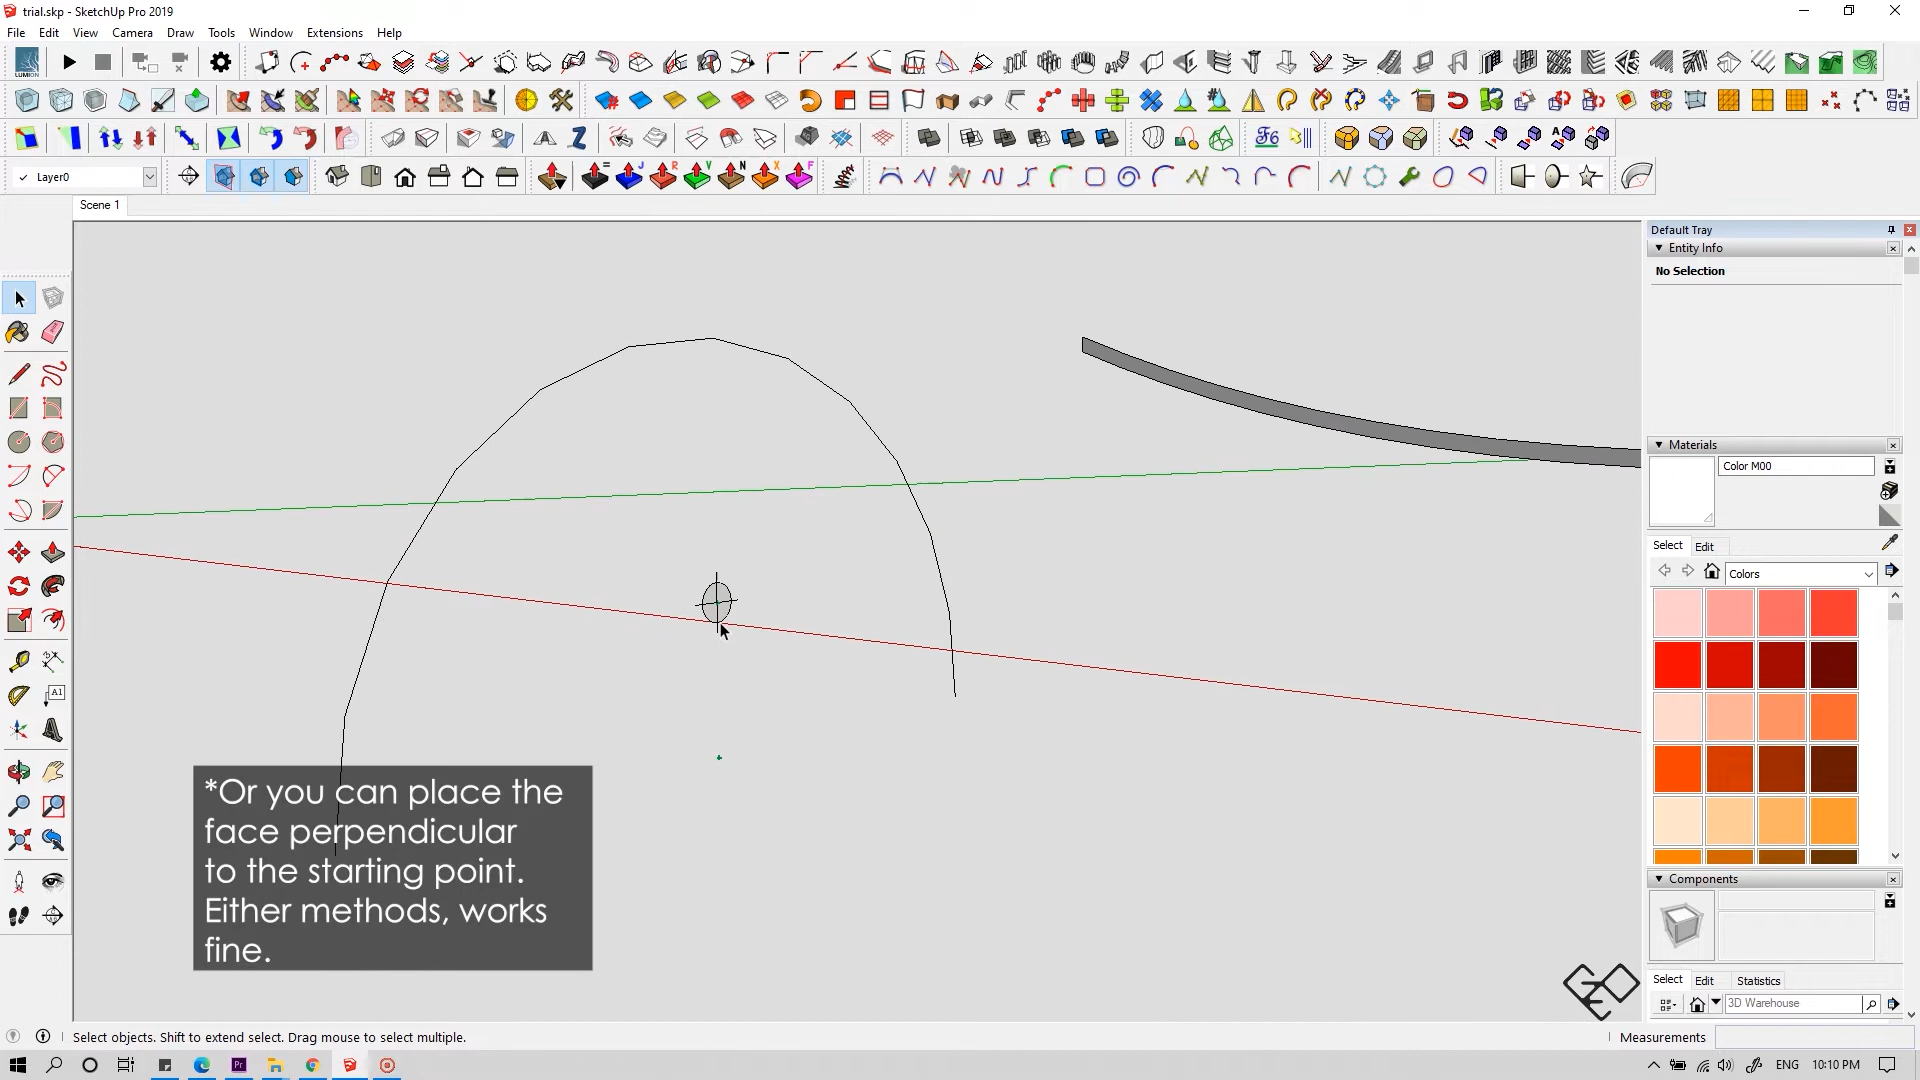 trial.skp - SketchUp Pro 2019
File Edit View Camera Draw Tools Window Extensions Help
LUMION
Layer0
Scene 1
Default Tray
Entity Info
No Selection
Materials
Color M00
Select Edit
Colors
Components
Select Edit Statistics
3D Warehouse
*Or you can place the
face perpendicular
to the starting point.
Either methods, works
fine.
Select objects. Shift to extend select. Drag mouse to select multiple.
Measurements
ENG 10:10 PM